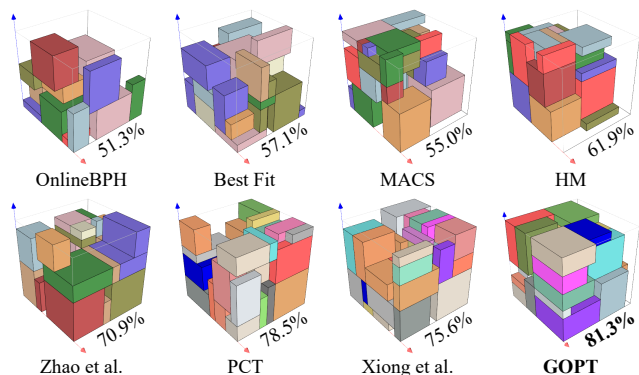 51.3%
57.1%
55.0%
61.9%
OnlineBPH
Best Fit
MACS
HM
70.9%
78.5%
75.6%
81.3%
Zhao et al.
PCT
Xiong et al.
GOPT